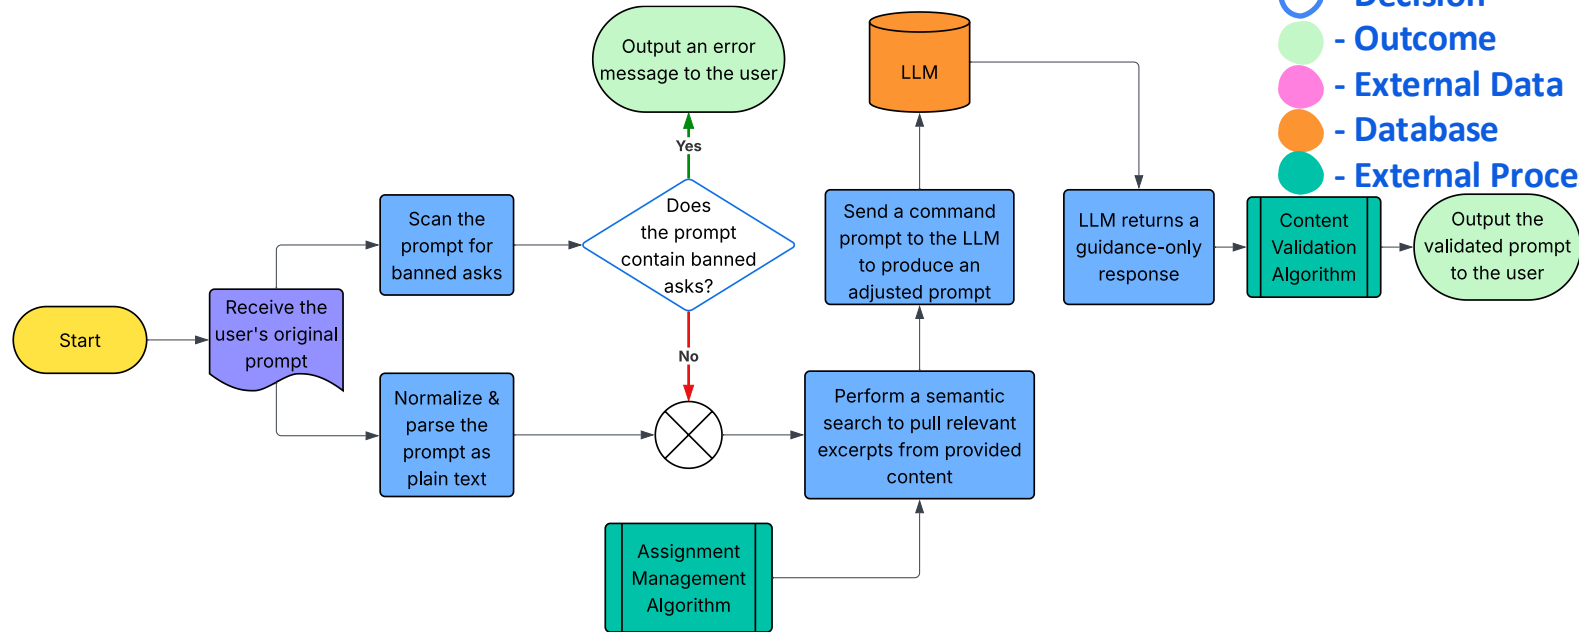 Decision
- Outcome
- External Data
- Database
- External Proce
Output an error
message to the user
LLM
Yes
Scan the
prompt for
banned asks
Does
the prompt
contain banned
asks?
Send a command
prompt to the LLM
to produce an
adjusted prompt
LLM returns a
guidance-only
response
Content
Validation
Algorithm
Output the
validated prompt
to the user
Start
Receive the
user's original
prompt
No
Normalize &
parse the
prompt as
plain text
Perform a semantic
search to pull relevant
excerpts from provided
content
Assignment
Management
Algorithm